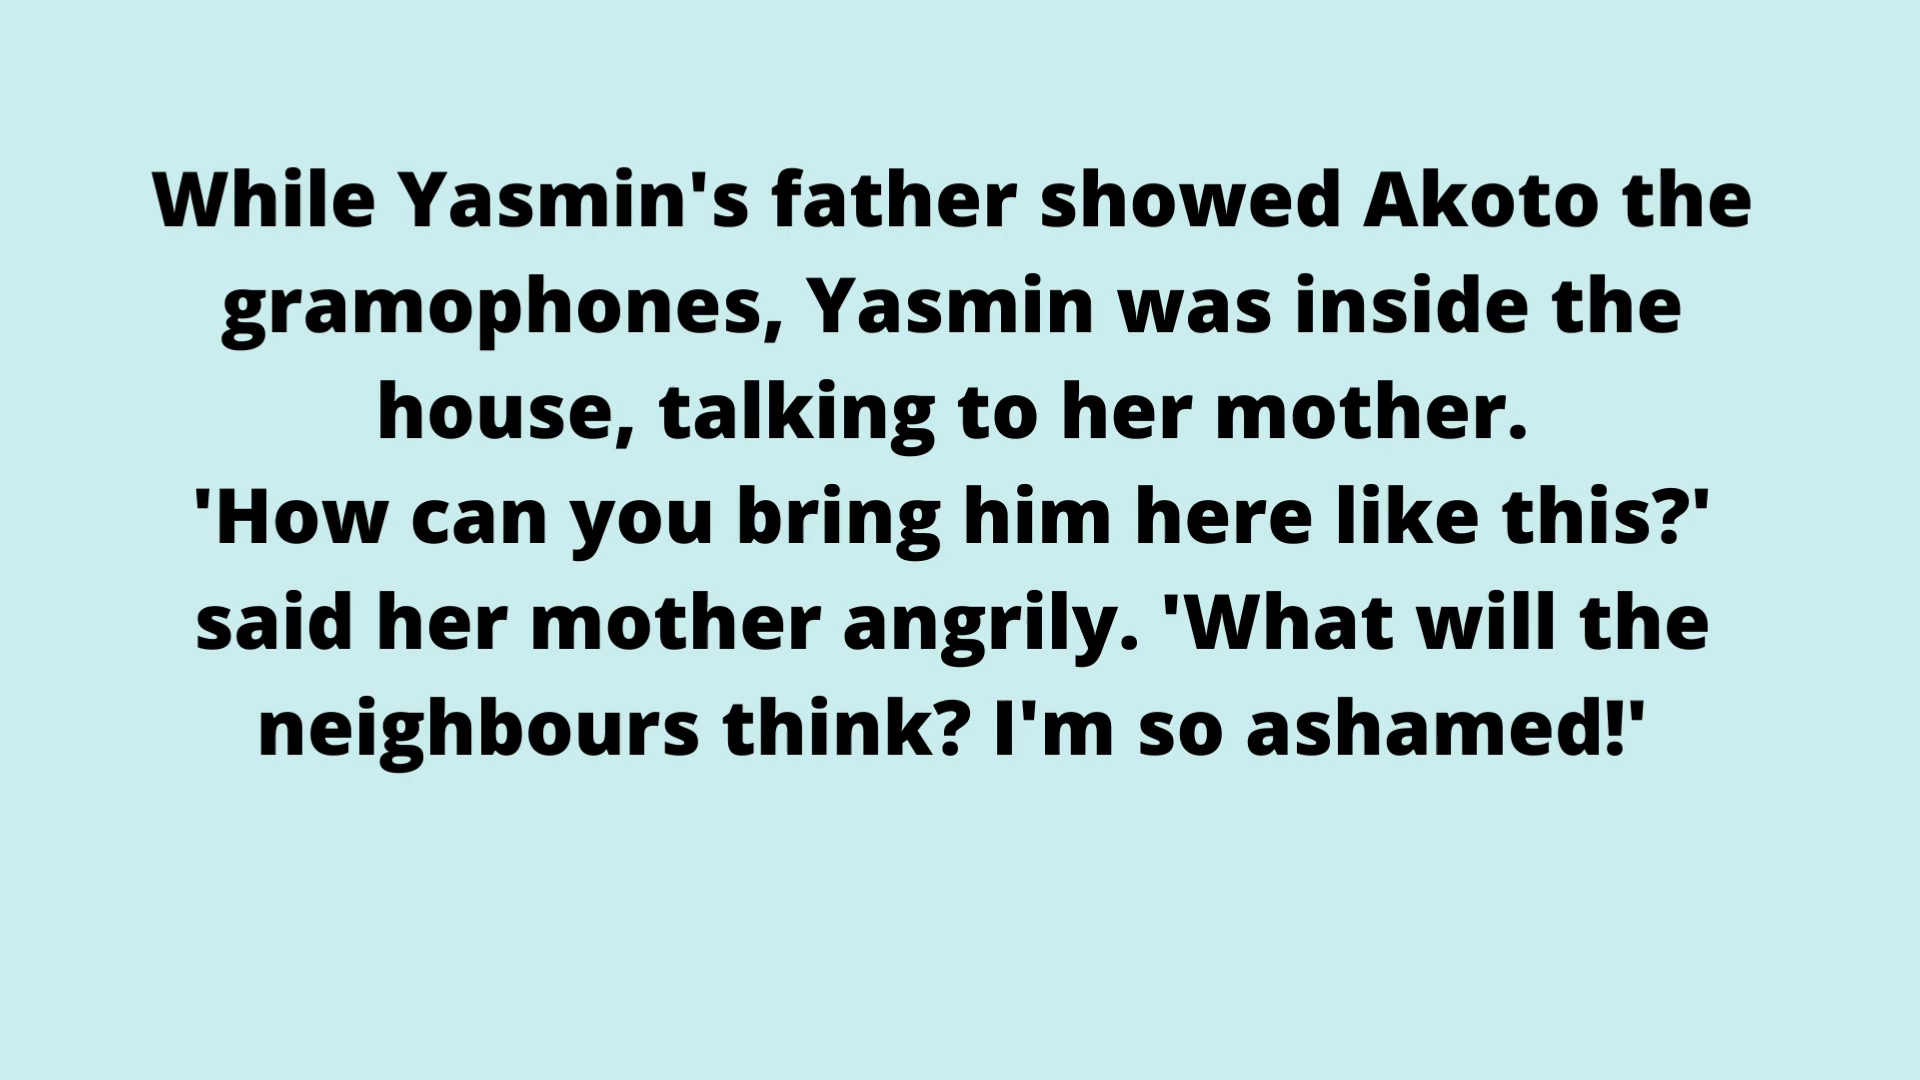 While Yasmin's father showed Akoto the
gramophones, Yasmin was inside the
house, talking to her mother.
'How can you bring him here like this?'
said her mother angrily. 'What will the
neighbours think? I'm so ashamed!'